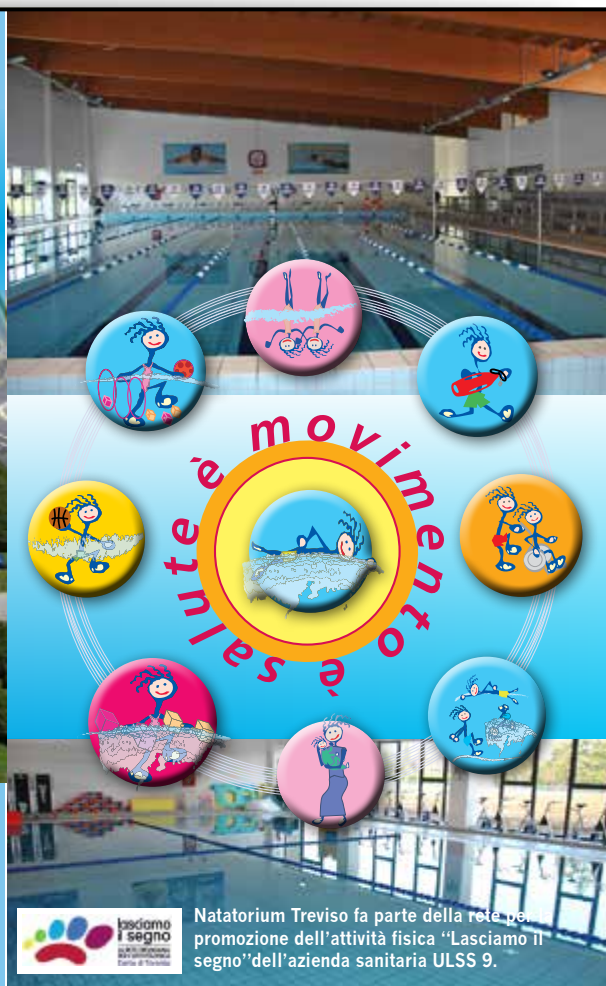 è movimento è salute
lasciamo
il segno
Natatorium Treviso fa parte della rete per
promozione dell'attività fisica “Lasciamo il
segno”dell'azienda sanitaria ULSS 9.